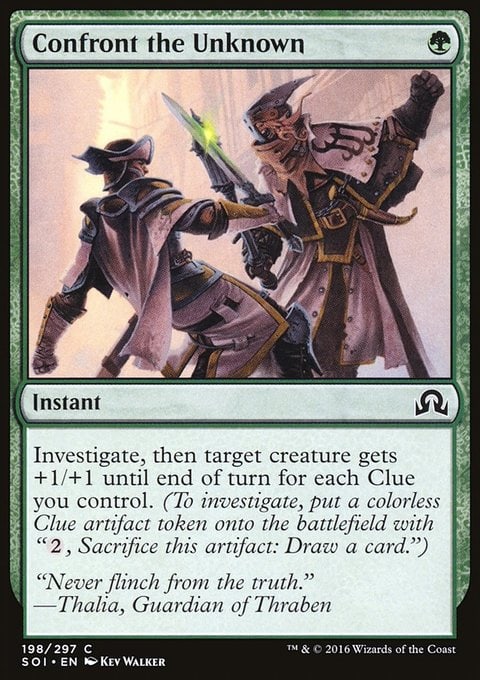 Confront the Unknown
Instant
Investigate, then target creature gets
+1/+1 until end of turn for each Clue
you control. (To investigate, put a colorless
Clue artifact token onto the battlefield with
“2, Sacrifice this artifact: Draw a card.”)
“Never flinch from the truth.”
—Thalia, Guardian of Thraben
198/297 C
SOI • EN Kev Walker
™ & © 2016 Wizards of the Coast